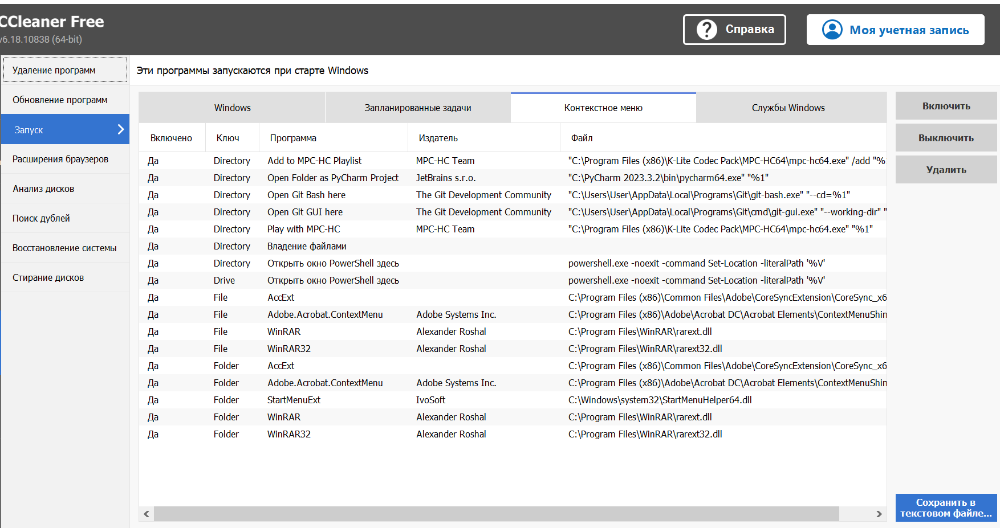 CCleaner Free
v6.18.10838 (64-bit)
Справка
Моя учетная запись
Удаление программ
Обновление программ
Запуск
Расширения браузеров
Анализ дисков
Поиск дублей
Восстановление системы
Стирание дисков
Эти программы запускаются при старте Windows
Windows Запланированные задачи Контекстное меню Службы Windows
Включено Ключ Программа Издатель Файл
Да Directory Add to MPC-HC Playlist MPC-HC Team "C:\Program Files (x86)\K-Lite Codec Pack\MPC-HC64\mpc-hc64.exe" /add "%
Да Directory Open Folder as PyCharm Project JetBrains s.r.o. "C:\PyCharm 2023.3.2\bin\pycharm64.exe" "%1"
Да Directory Open Git Bash here The Git Development Community "C:\Users\User\AppData\Local\Programs\Git\git-bash.exe" "--cd=%1"
Да Directory Open Git GUI here The Git Development Community "C:\Users\User\AppData\Local\Programs\Git\cmd\git-gui.exe" "--working-dir" "
Да Directory Play with MPC-HC MPC-HC Team "C:\Program Files (x86)\K-Lite Codec Pack\MPC-HC64\mpc-hc64.exe" "%1"
Да Directory Владение файлами
Да Directory Открыть окно PowerShell здесь powershell.exe -noexit -command Set-Location -literalPath '%V'
Да Drive Открыть окно PowerShell здесь powershell.exe -noexit -command Set-Location -literalPath '%V'
Да File AccExt C:\Program Files (x86)\Common Files\Adobe\CoreSyncExtension\CoreSync_x6
Да File Adobe.Acrobat.ContextMenu Adobe Systems Inc. C:\Program Files (x86)\Adobe\Acrobat DC\Acrobat Elements\ContextMenuShin
Да File WinRAR Alexander Roshal C:\Program Files\WinRAR\rarext.dll
Да File WinRAR32 Alexander Roshal C:\Program Files\WinRAR\rarext32.dll
Да Folder AccExt C:\Program Files (x86)\Common Files\Adobe\CoreSyncExtension\CoreSync_x6
Да Folder Adobe.Acrobat.ContextMenu Adobe Systems Inc. C:\Program Files (x86)\Adobe\Acrobat DC\Acrobat Elements\ContextMenuShin
Да Folder StartMenuExt IvoSoft C:\Windows\system32\StartMenuHelper64.dll
Да Folder WinRAR Alexander Roshal C:\Program Files\WinRAR\rarext.dll
Да Folder WinRAR32 Alexander Roshal C:\Program Files\WinRAR\rarext32.dll
Включить
Выключить
Удалить
Сохранить в
текстовом файле...